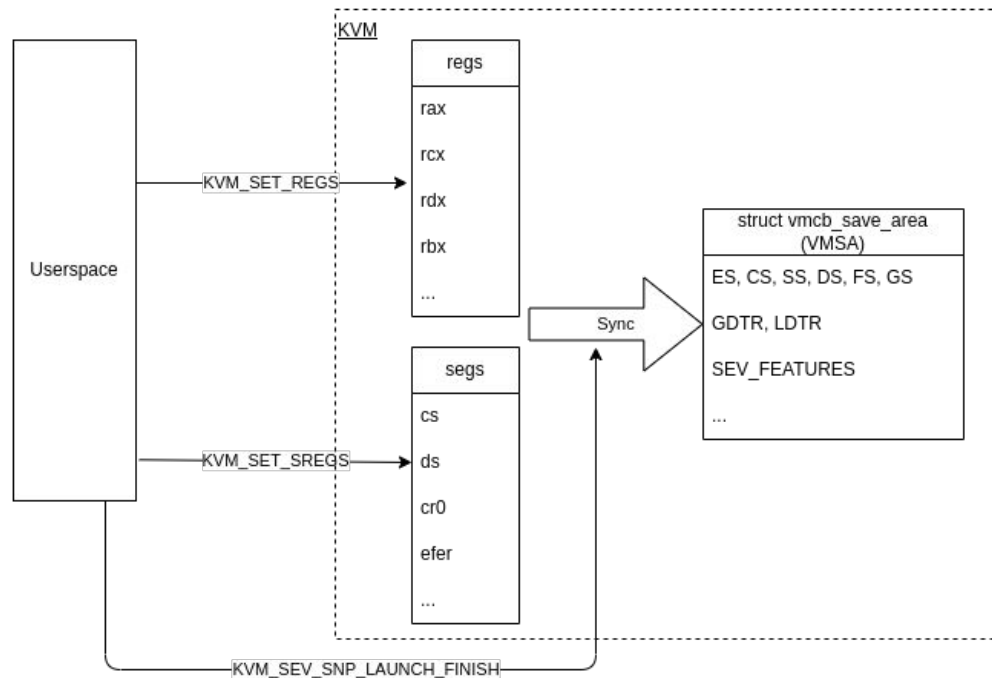 KVM
Userspace
KVM_SET_REGS
regs
rax
rcx
rdx
rbx
...
KVM_SET_SREGS
segs
cs
ds
cr0
efer
...
Sync
struct vmcb_save_area
(VMSA)
ES, CS, SS, DS, FS, GS
GDTR, LDTR
SEV_FEATURES
...
KVM_SEV_SNP_LAUNCH_FINISH